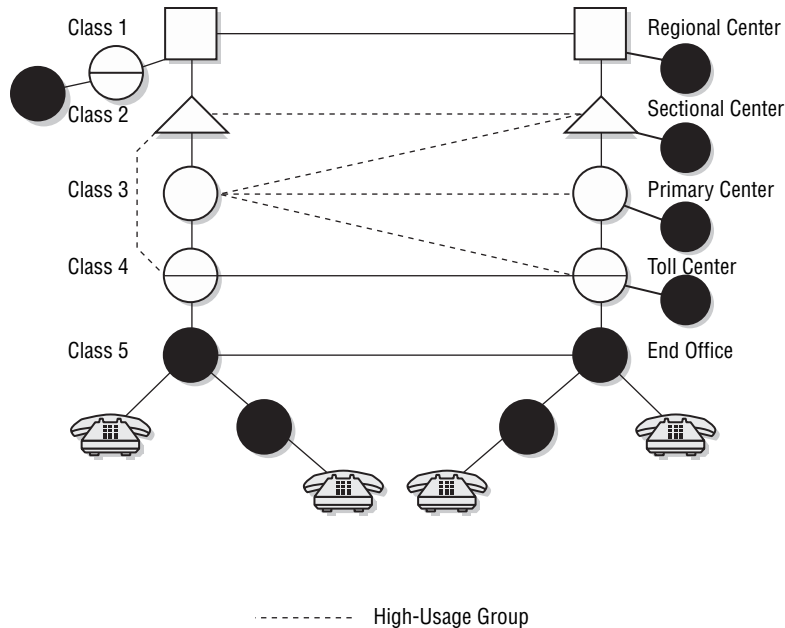 Class 1
Regional Center
Class 2
Sectional Center
Class 3
Primary Center
Class 4
Toll Center
Class 5
End Office
High-Usage Group